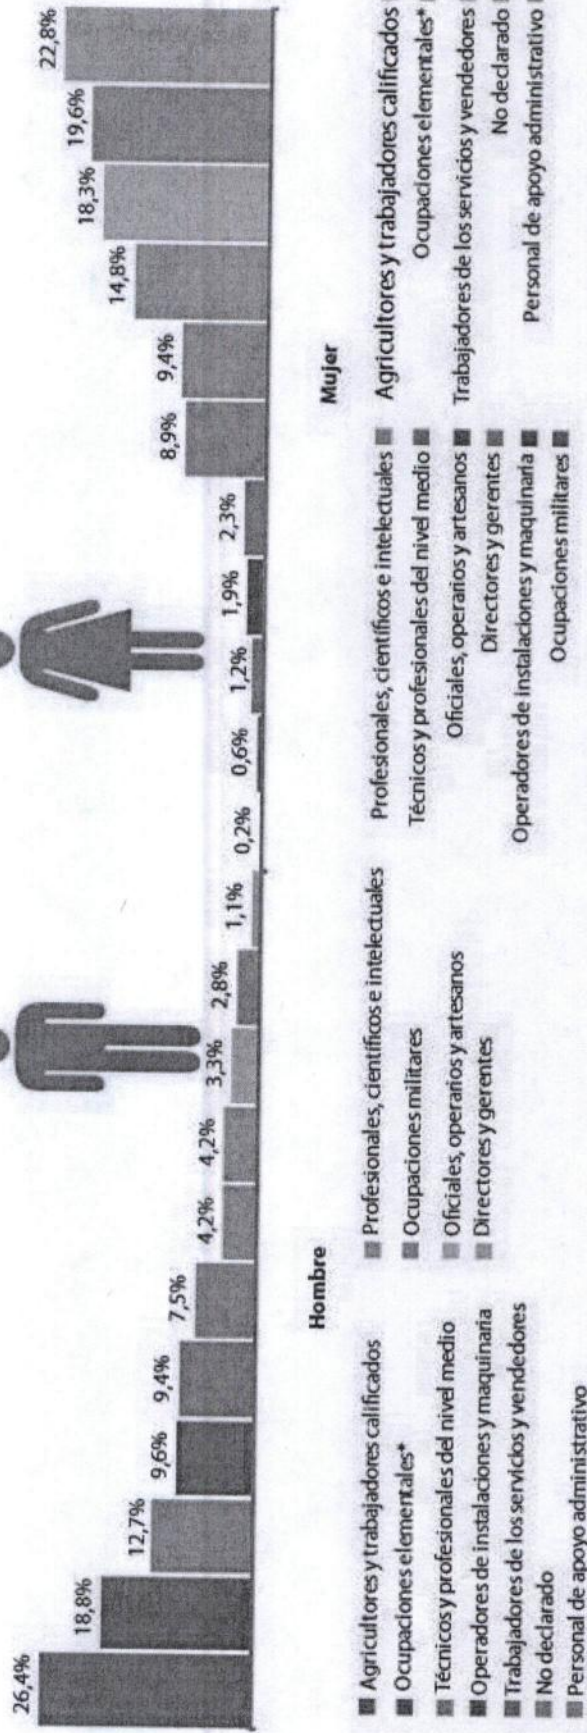 26,4%
18,8%
12,7%
9,6%
9,4%
7,5%
4,2%
4,2%
3,3%
2,8%
1,1%
0,2%
0,6%
1,2%
1,9%
2,3%
8,9%
9,4%
14,8%
18,3%
19,6%
22,8%
Hombre
Agricultores y trabajadores calificados
Ocupaciones elementales*
Técnicos y profesionales del nivel medio
Operadores de instalaciones y maquinaria
Trabajadores de los servicios y vendedores
No declarado
Personal de apoyo administrativo
Profesionales, científicos e intelectuales
Ocupaciones militares
Oficiales, operarios y artesanos
Directores y gerentes
Mujer
Profesionales, científicos e intelectuales
Técnicos y profesionales del nivel medio
Oficiales, operarios y artesanos
Directores y gerentes
Operadores de instalaciones y maquinaria
Ocupaciones militares
Agricultores y trabajadores calificados
Ocupaciones elementales*
Trabajadores de los servicios y vendedores
No declarado
Personal de apoyo administrativo